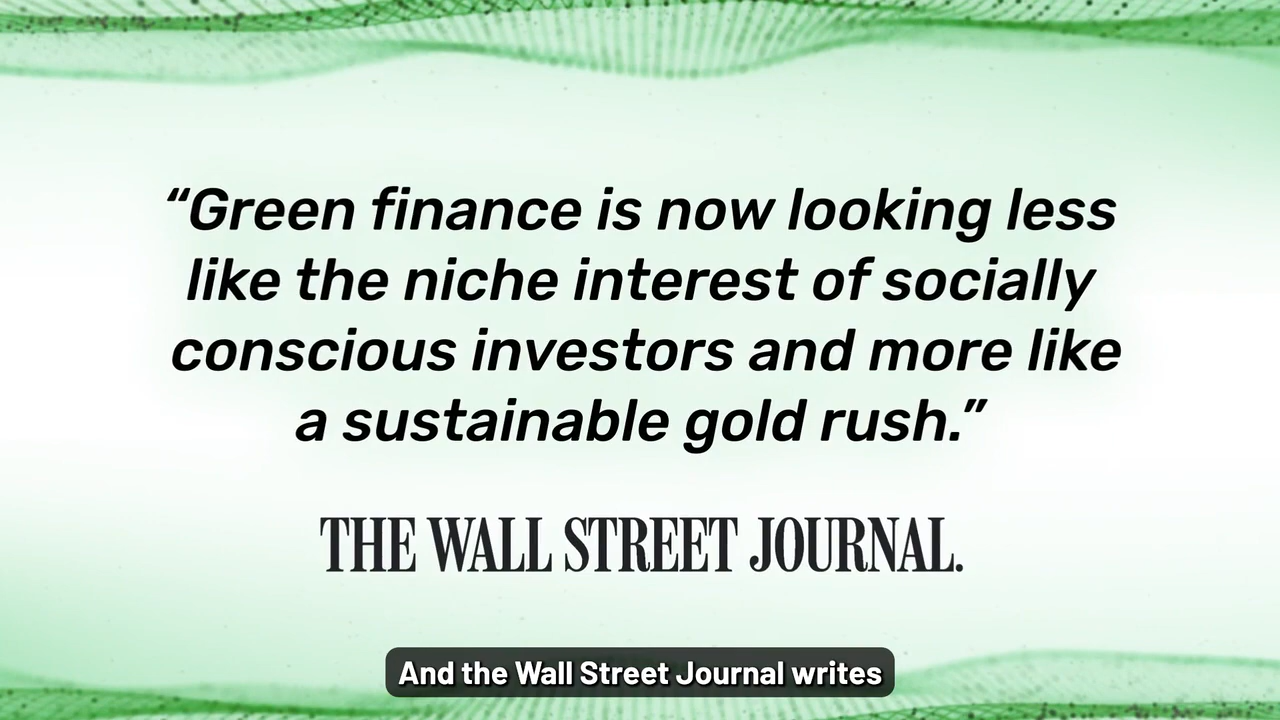 “Green finance is now looking less
like the niche interest of socially
conscious investors and more like
a sustainable gold rush.”
THE WALL STREET JOURNAL.
And the Wall Street Journal writes